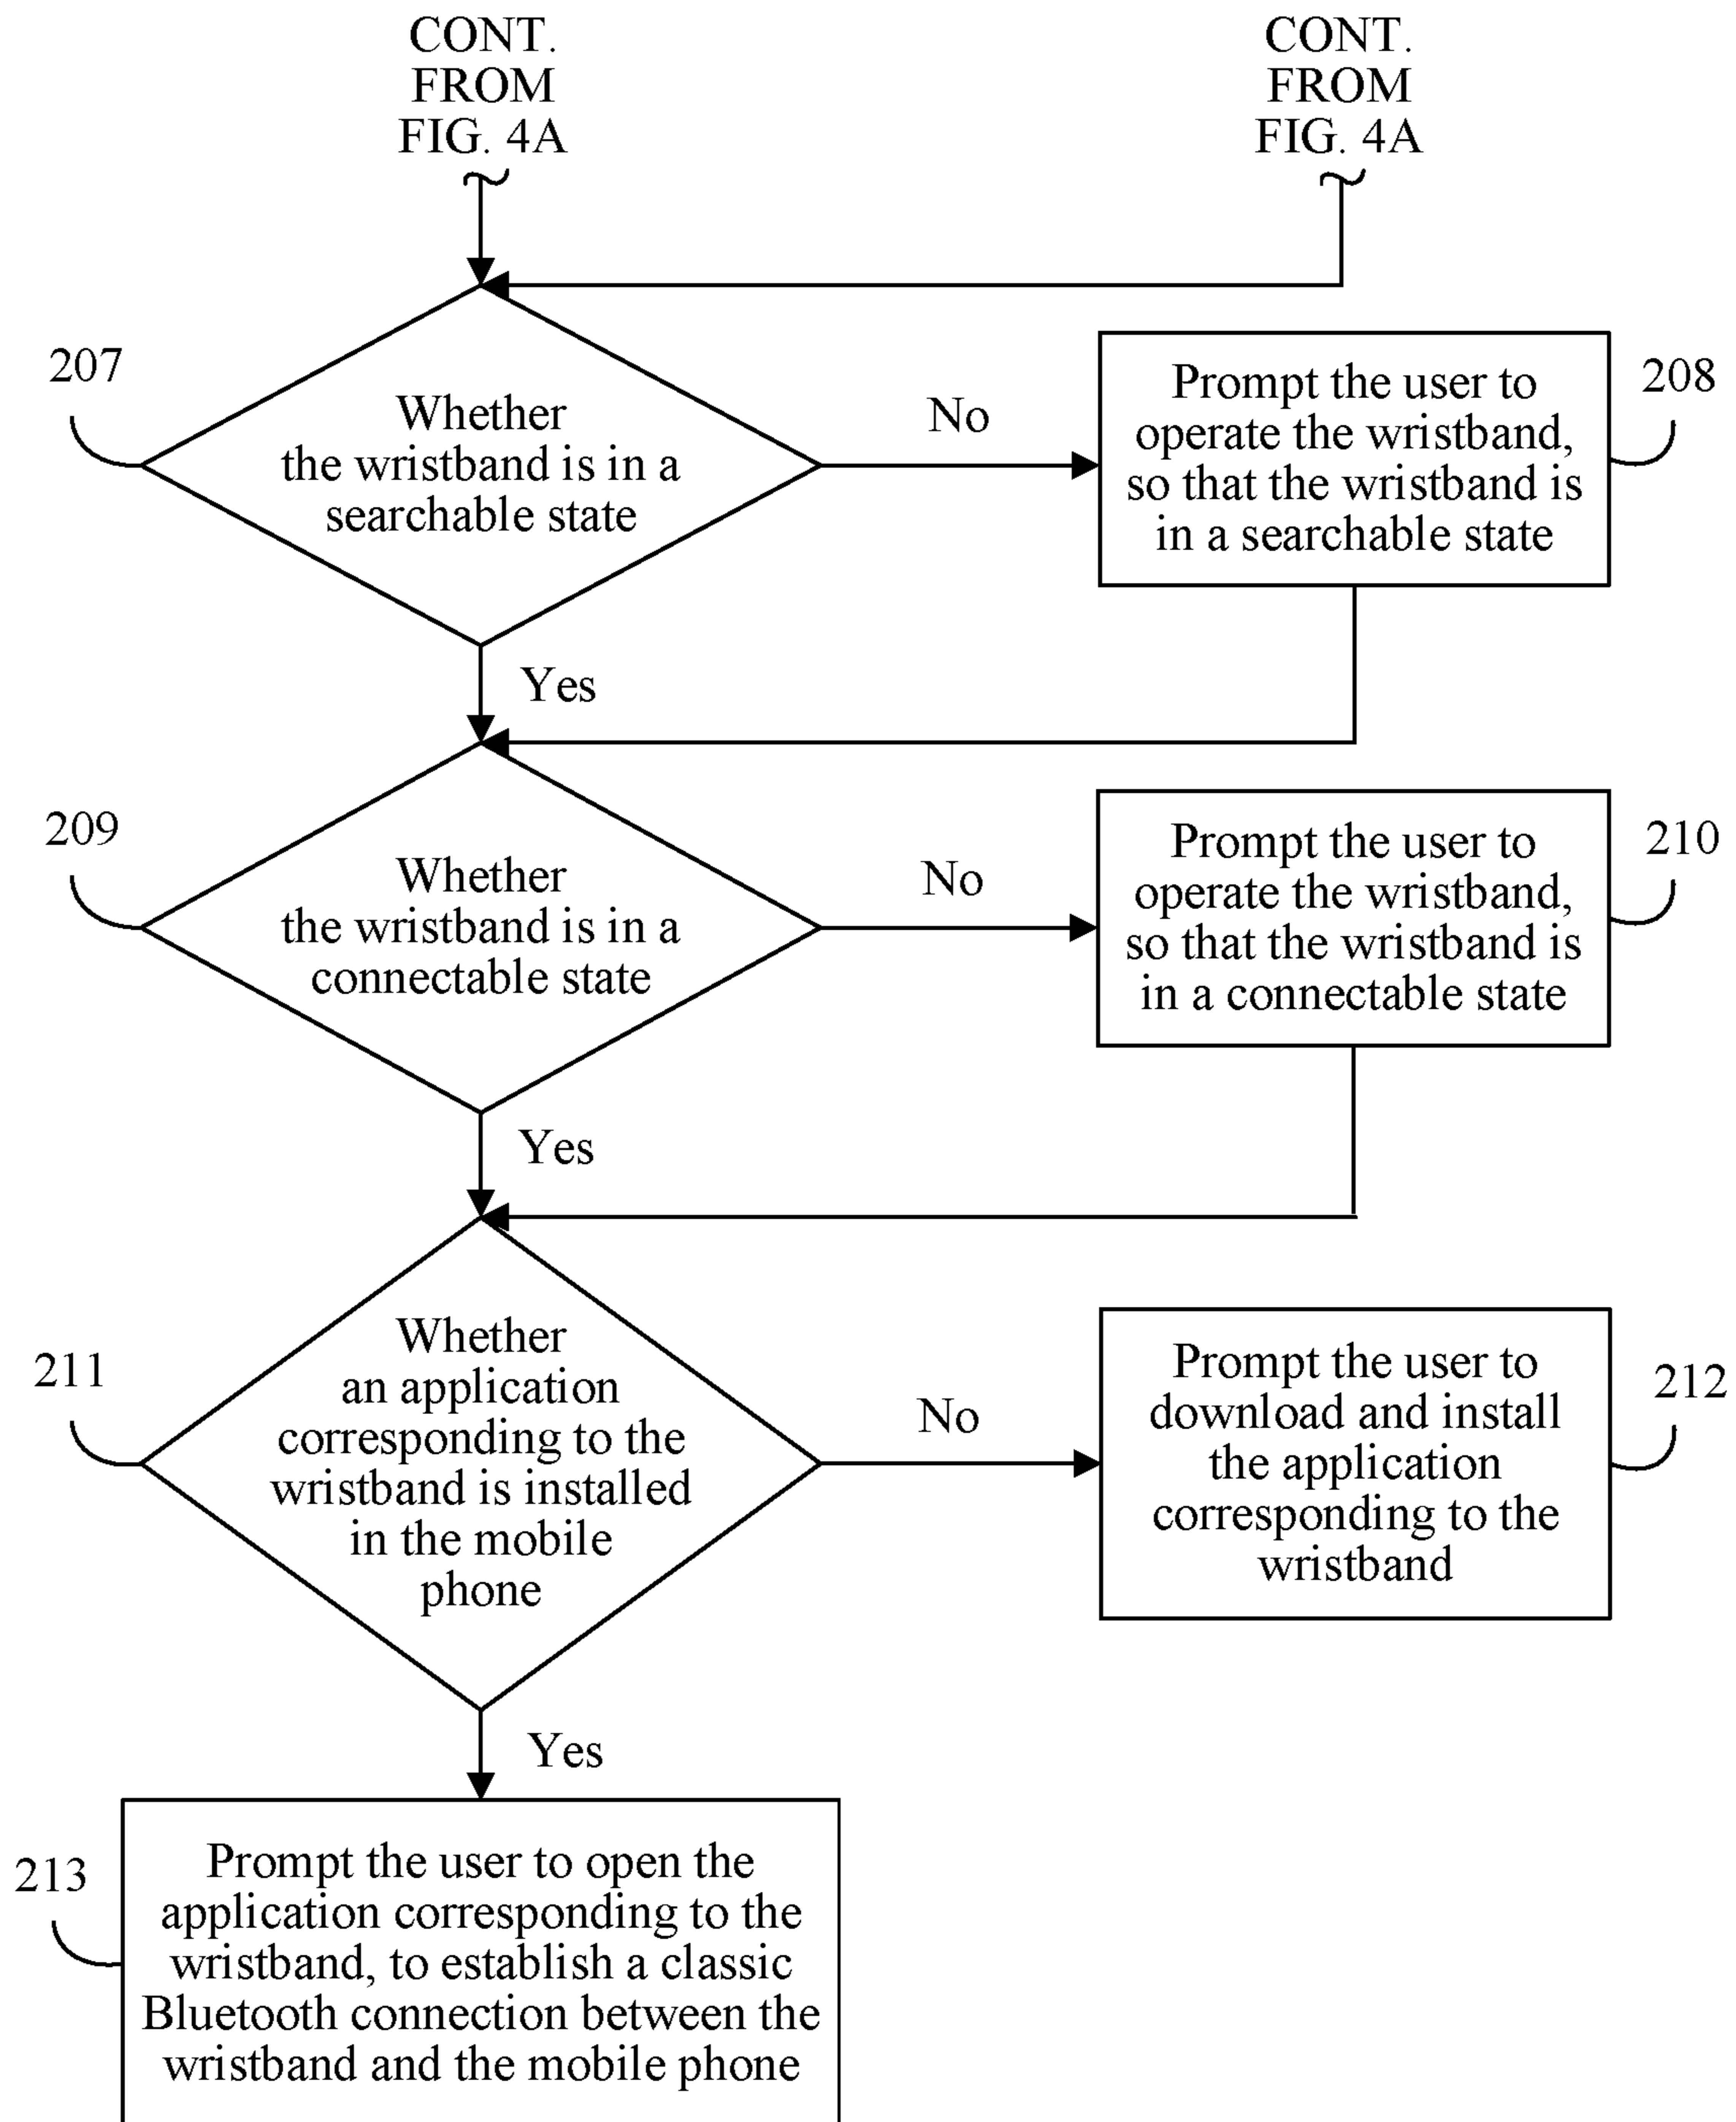 CONT.
FROM
FIG. 4A
CONT.
FROM
FIG. 4A
207
Whether
the wristband is in a
searchable state
No
Prompt the user to
operate the wristband,
so that the wristband is
in a searchable state
208
Yes
209
Whether
the wristband is in a
connectable state
No
Prompt the user to
operate the wristband,
so that the wristband is
in a connectable state
210
Yes
211
Whether
an application
corresponding to the
wristband is installed
in the mobile
phone
No
Prompt the user to
download and install
the application
corresponding to the
wristband
212
Yes
213
Prompt the user to open the
application corresponding to the
wristband, to establish a classic
Bluetooth connection between the
wristband and the mobile phone